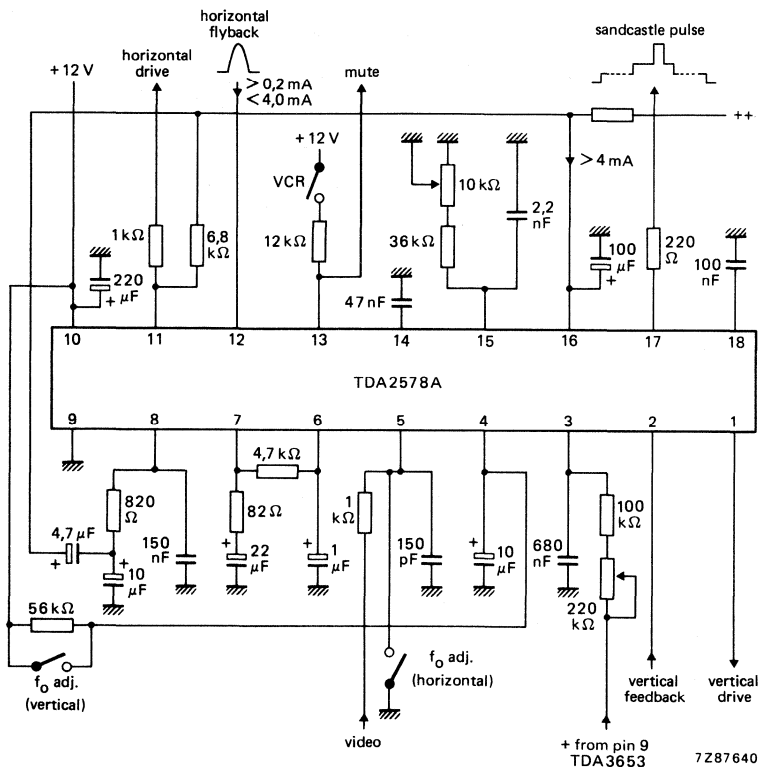 horizontal
flyback
sandcastle pulse
horizontal
drive
+12 V
> 0,2 mA
< 4,0 mA
mute
++
+12 V
> 4 mA
VCR
10 kΩ
2,2
nF
1 kΩ
6,8
kΩ
12 kΩ
36 kΩ
100
μF
+
220
Ω
100
nF
220
μF
+
47 nF
10
11
12
13
14
15
16
17
18
TDA2578A
9
8
7
6
5
4
3
2
1
4,7 kΩ
820
Ω
82 Ω
1
kΩ
100
kΩ
4,7 μF
+
150
nF
+
22
μF
+
1
μF
150
pF
+
10
μF
680
nF
+
10
μF
220
kΩ
56 kΩ
fo adj.
(vertical)
fo adj.
(horizontal)
vertical
feedback
vertical
drive
video
+ from pin 9
TDA3653
7Z87640